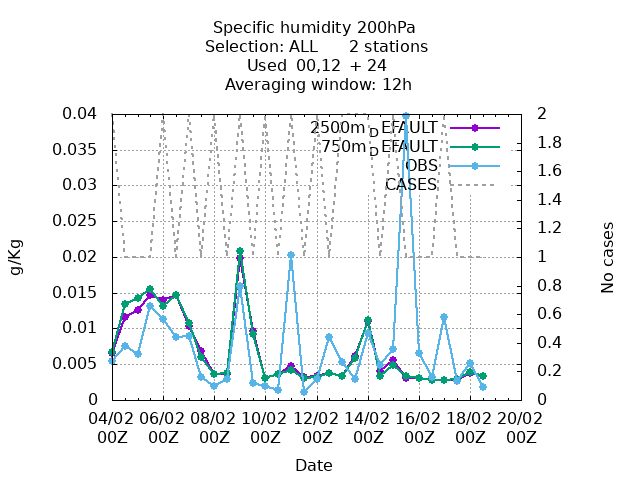 Specific humidity 200hPa
Selection: ALL 2 stations
Used 00,12 + 24
Averaging window: 12h
0.04 2
0.035 1.8
0.03 1.6
0.025 1.4
0.02 1.2
0.015 1
0.01 0.8
0.005 0.6
0 0.4
0.2
0
2500m_DEFAULT
750m_DEFAULT
OBS
CASES
g/Kg
No cases
04/02 06/02 08/02 10/02 12/02 14/02 16/02 18/02 20/02
00Z 00Z 00Z 00Z 00Z 00Z 00Z 00Z 00Z
Date